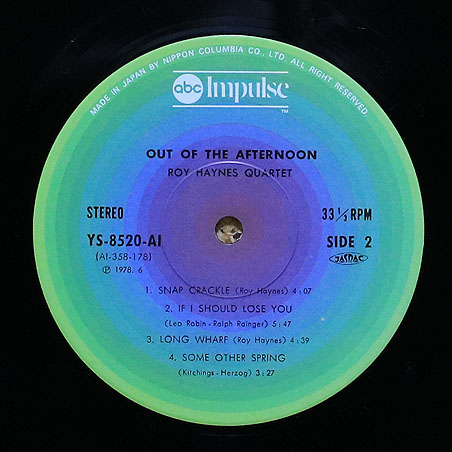 MADE IN JAPAN BY NIPPON COLUMBIA CO., LTD. ALL RIGHT RESERVED.
abc Impulse
TM
OUT OF THE AFTERNOON
ROY HAYNES QUARTET
STEREO 33 1/3 RPM
YS-8520-AI SIDE 2
(AI-358-178) JASRAC
℗ 1978. 6
1. SNAP CRACKLE (Roy Haynes) 4:07
2. IF I SHOULD LOSE YOU
(Leo Robin - Ralph Rainger) 5:47
3. LONG WHARF (Roy Haynes) 4:39
4. SOME OTHER SPRING
(Kitchings - Herzog) 3:27